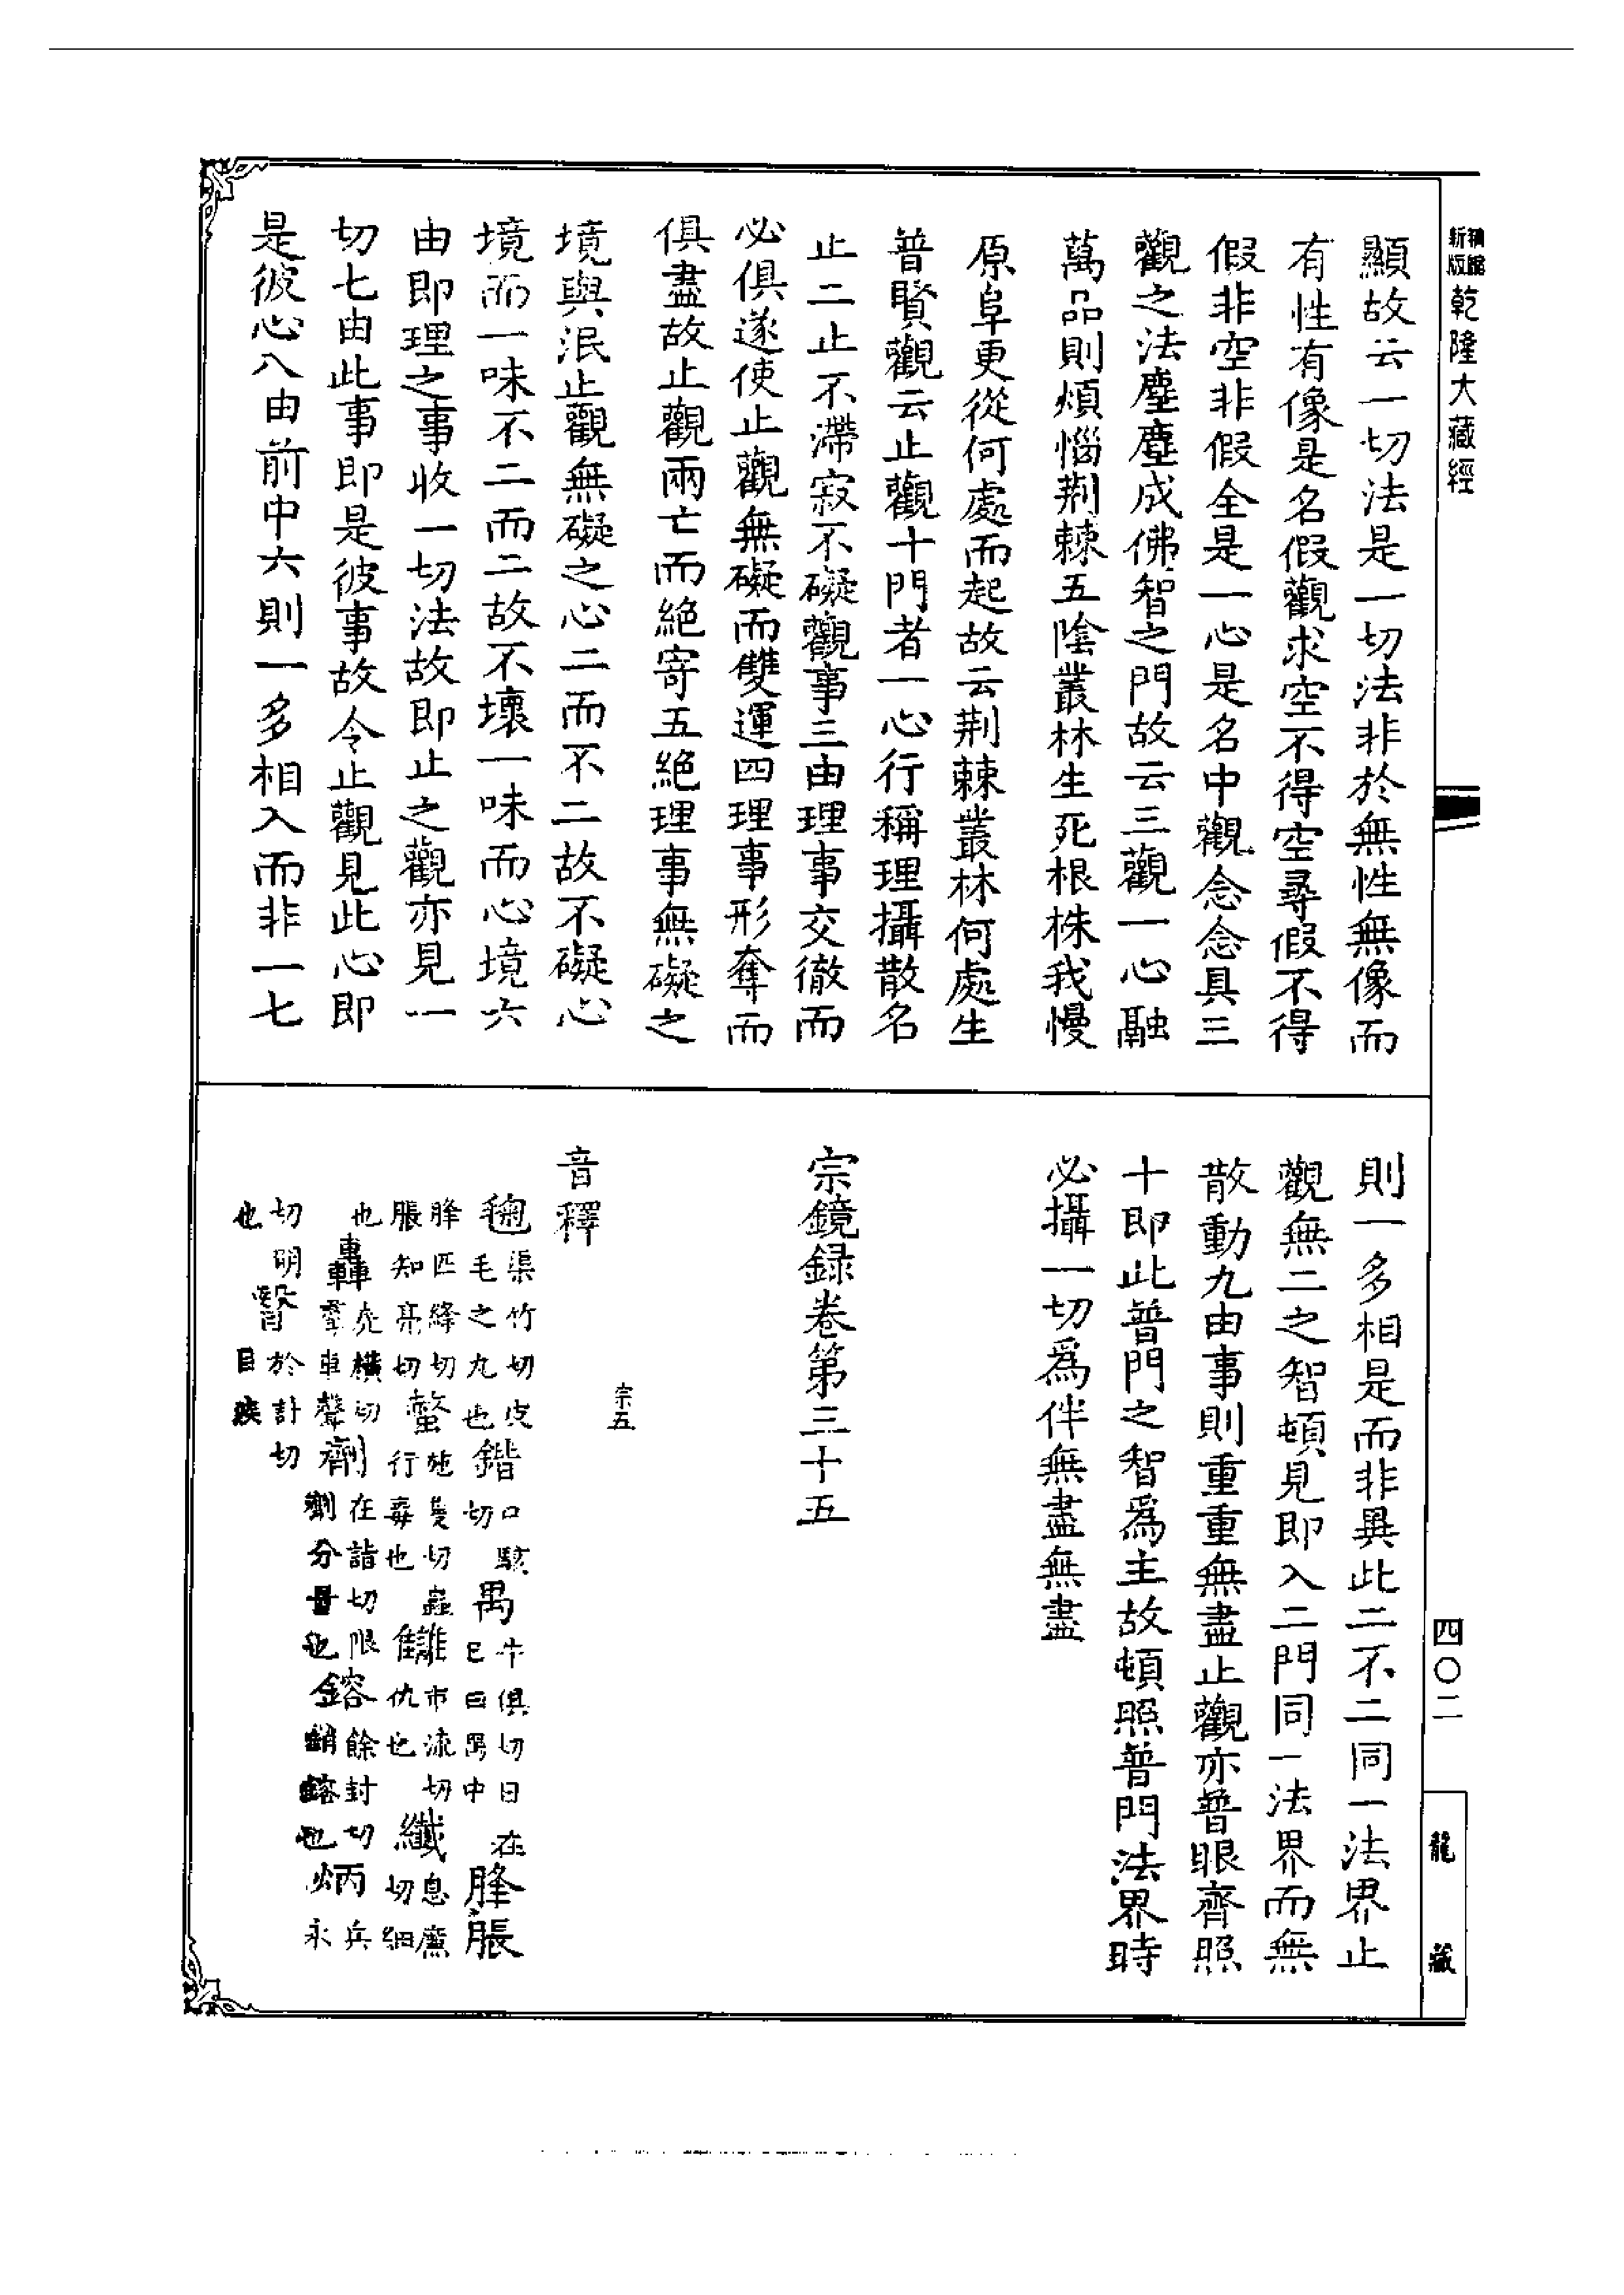 新版
乾隆大藏經
顯故云一切法是一切法非於無性無像而
有性有像是名假觀求空不得空尋假不得
假非空非假全是一心是名中觀念念具三
觀之法塵塵成佛智之門故云三觀一心融
萬品則煩惱荆棘五陰叢林生死根株我慢
原阜更從何處而起故云荆棘叢林何處生
普賢觀云止觀十門者一心行稱理攝散名
止二止不滯寂不礙觀事三由理事交徹而
必俱遂使止觀無礙而雙運四理事形奪而
俱盡故止觀兩亡而絕寄五絕理事無礙之
境與泯止觀無礙之心二而不二故不礙心
境而一味不二而二故不壞一味而心境六
由即理之事收一切法故即止之觀亦見一
切七由此事即是彼事故令止觀見此心即
是彼心八由前中六則一多相入而非一七
則一多相是而非異此二不二同一法界止
觀無二之智頓見即入二門同一法界而無
散動九由事則重重無盡止觀亦普眼齊照
十即此普門之智爲主故頓照普門法界時
必攝一切爲伴無盡無盡
宗鏡録卷第三十五
宗五
音釋
毱渠竹切皮毛之丸也鍇口駭切禺牛俱切日在巳曰禺中胮脹
胮匹絳切脹知亮切螫施隻切蟲行毒也讎市流切仇也纖息廉切細
也轟虎橫切羣車聲劑在詣切限劑分量也鎔餘封切銷鎔也炳兵永
切明也瞖於計切目疾
四〇二
龍藏